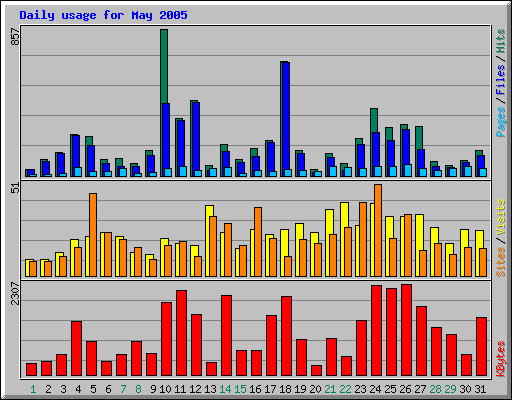 Daily usage for May 2005
857
Pages / Files / Hits
51
Sites / Visits
2307
KBytes
1 2 3 4 5 6 7 8 9 10 11 12 13 14 15 16 17 18 19 20 21 22 23 24 25 26 27 28 29 30 31